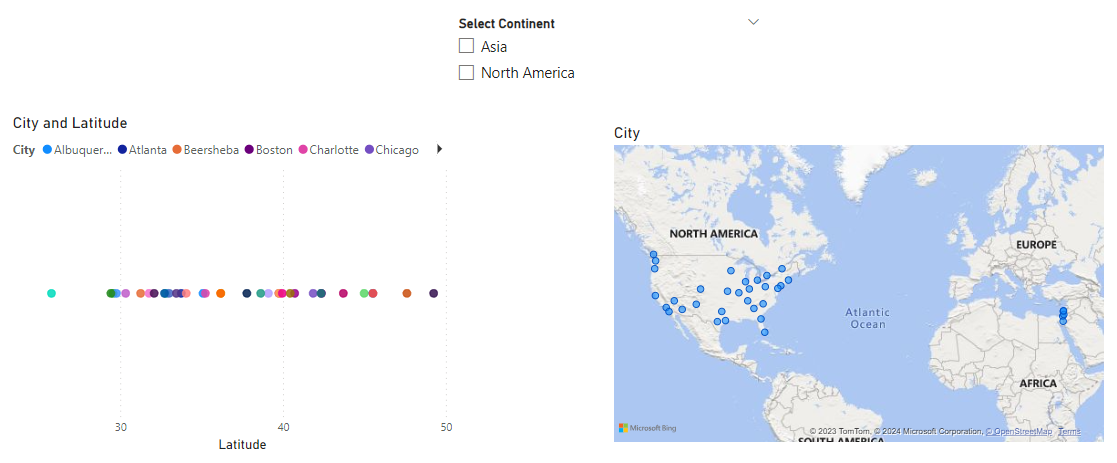 Select Continent
Asia
North America
City and Latitude
City Albuquer... Atlanta Beersheba Boston Charlotte Chicago
30 40 50
Latitude
City
NORTH AMERICA
EUROPE
Atlantic
Ocean
AFRICA
SOUTH AMERICA
Microsoft Bing
© 2023 TomTom, © 2024 Microsoft Corporation, © OpenStreetMap Terms